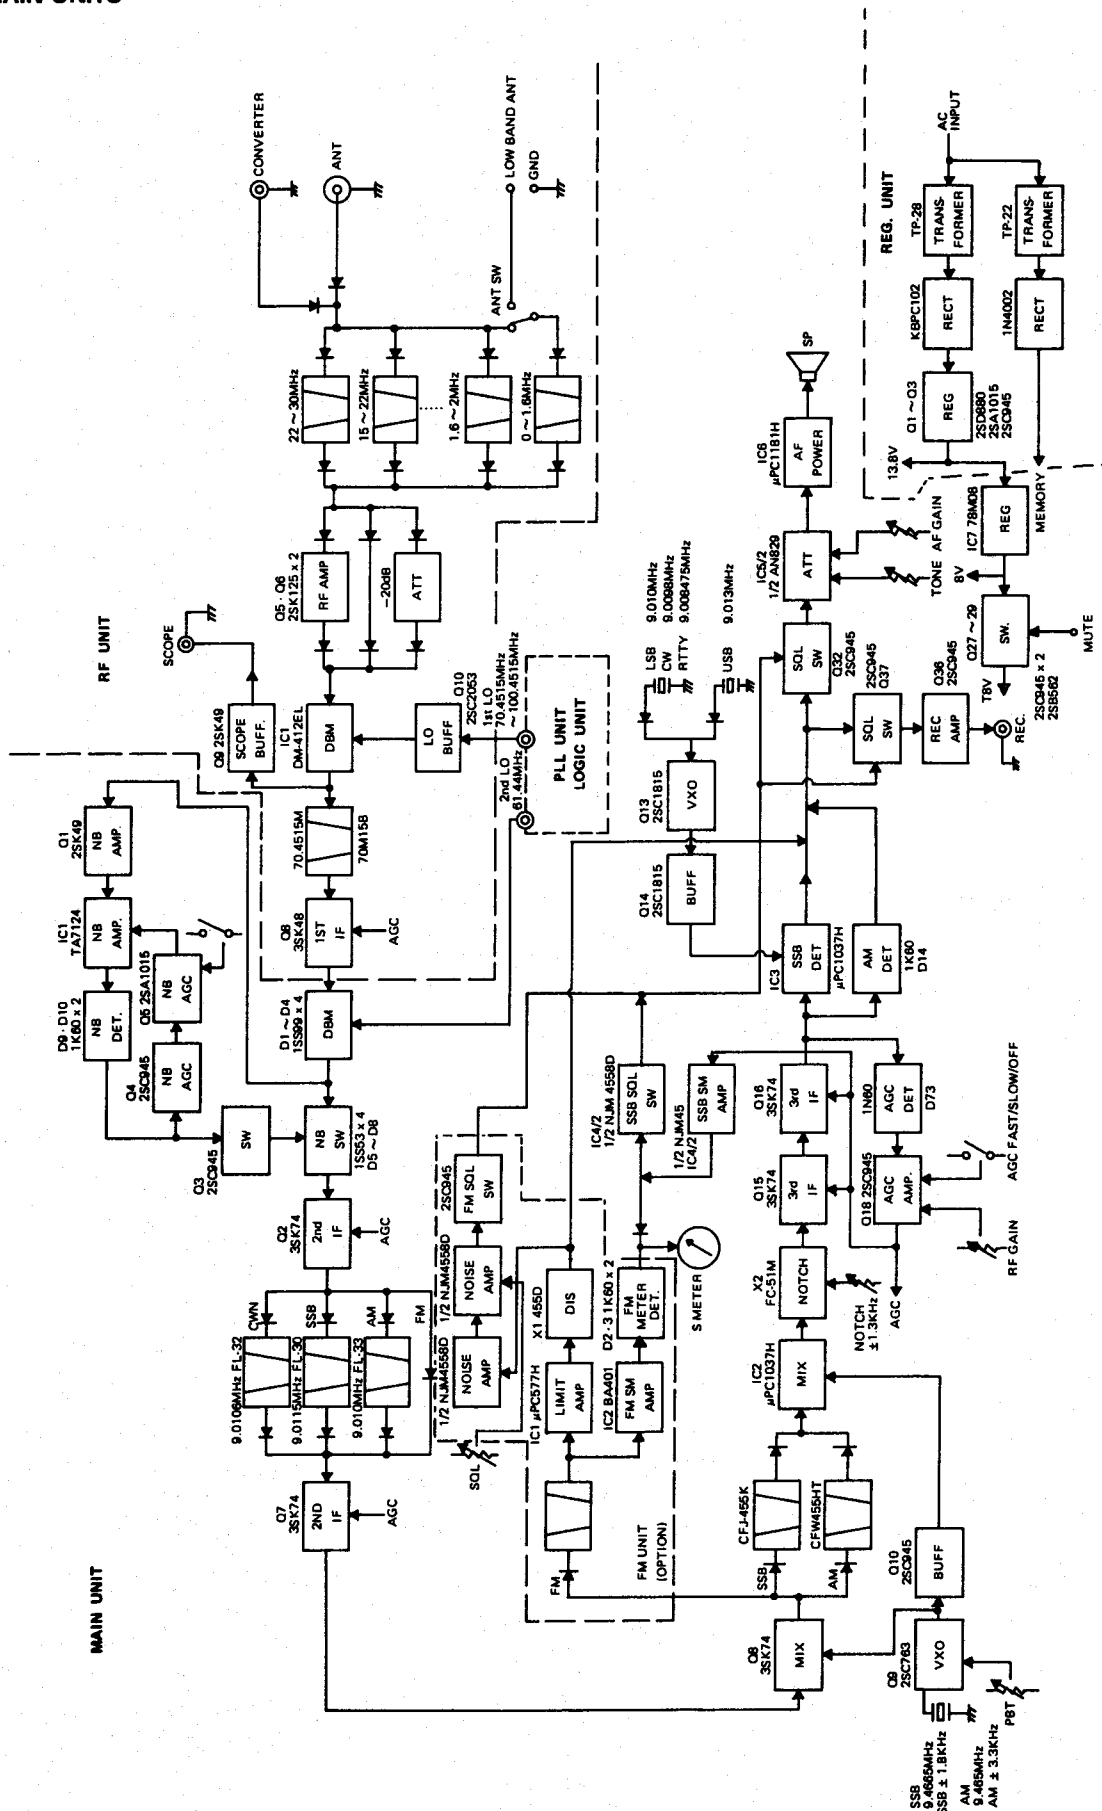 MAIN UNITS
RF UNIT
CONVERTER
ANT
LOW BAND ANT
GND
ANT SW
22~30MHz
15~22MHz
1.6~2MHz
0~1.6MHz
Q5 · Q6
2SK125 x 2
RF AMP
-20dB
ATT
SCOPE
Q9 2SK49
SCOPE
BUFF.
IC1
DM-412EL
DBM
LO
BUFF
Q10
2SC2053
1st LO
70.4515MHz
~100.4515MHz
2nd LO
61.44MHz
PLL UNIT
LOGIC UNIT
70.4515M
70M15B
Q8
3SK48
1ST
IF
AGC
D1~D4
1SS99 x 4
DBM
Q1
2SK49
NB
AMP.
IC1
TA7124
NB
AMP.
D9 · D10
1K60 x 2
NB
DET.
Q5 2SA1015
NB
AGC
Q4
2SC945
NB
AGC
Q3
2SC945
SW
NB
SW
1SS53 x 4
D5~D8
Q2
3SK74
2nd
IF
AGC
CWN
9.0106MHz FL-32
SSB
9.0115MHz FL-30
AM
9.010MHz FL-33
FM
Q7
3SK74
2ND
IF
AGC
MAIN UNIT
2SC945
FM SQL
SW
1/2 NJM4558D
NOISE
AMP
1/2 NJM4558D
NOISE
AMP
SQL
X1 455D
DIS
IC1 μPC577H
LIMIT
AMP
D2 · 3 1K60 x 2
FM
METER
DET.
IC2 BA401
FM SM
AMP
FM UNIT
(OPTION)
FM
S METER
IC4/2
1/2 NJM 4558D
SSB SQL
SW
SSB SM
AMP
1/2 NJM45
IC4/2
Q8
3SK74
MIX
SSB
CFJ-455K
AM
CFW455HT
Q9
2SC763
VXO
Q10
2SC945
BUFF
PBT
SSB
9.4665MHz
SSB ± 1.8KHz
AM
9.465MHz
AM ± 3.3KHz
IC2
μPC1037H
MIX
X2
FC-51M
NOTCH
NOTCH
± 1.3KHz
Q15
3SK74
3rd
IF
Q16
3SK74
3rd
IF
1N60
AGC
DET
D73
Q18 2SC945
AGC
AMP.
AGC
RF GAIN
AGC FAST/SLOW/OFF
IC3
SSB
DET
μPC1037H
AM
DET
1K60
D14
Q14
2SC1815
BUFF
Q13
2SC1815
VXO
LSB 9.010MHz
CW 9.0098MHz
RTTY 9.008475MHz
USB 9.013MHz
SQL
SW
Q32
2SC945
2SC945
Q37
SQL
SW
Q36
2SC945
REC
AMP
REC.
IC5/2
1/2 AN829
ATT
TONE
AF GAIN
IC6
μPC1181H
AF
POWER
SP
REG. UNIT
AC
INPUT
TP-28
TRANS-
FORMER
TP-22
TRANS-
FORMER
KBPC102
RECT
1N4002
RECT
Q1~Q3
REG
2SD880
2SA1015
2SC945
13.8V
MEMORY
IC7 78M08
REG
8V
Q27~29
SW.
T8V
2SC945 x 2
2SB562
MUTE